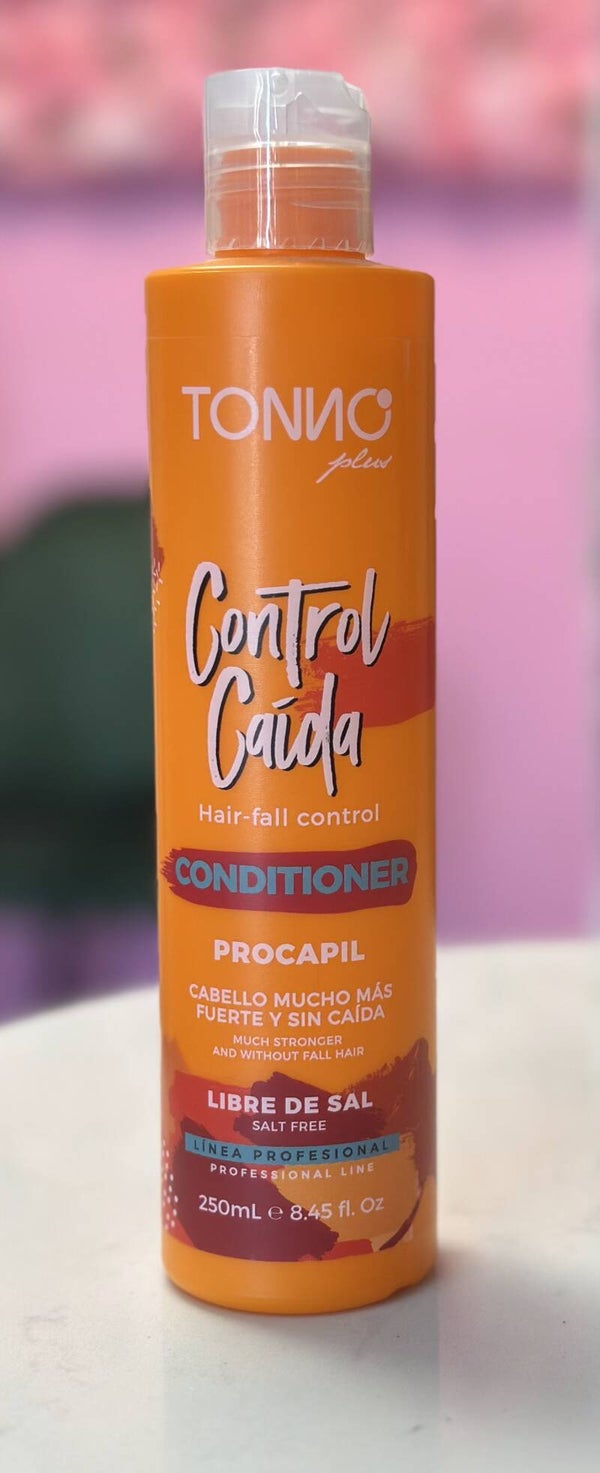 TONNO
plus
Control
Caída
Hair-fall control
CONDITIONER
PROCAPIL
CABELLO MUCHO MÁS
FUERTE Y SIN CAÍDA
MUCH STRONGER
AND WITHOUT FALL HAIR
LIBRE DE SAL
SALT FREE
LÍNEA PROFESIONAL
PROFESSIONAL LINE
250mL ℮ 8.45 fl. Oz